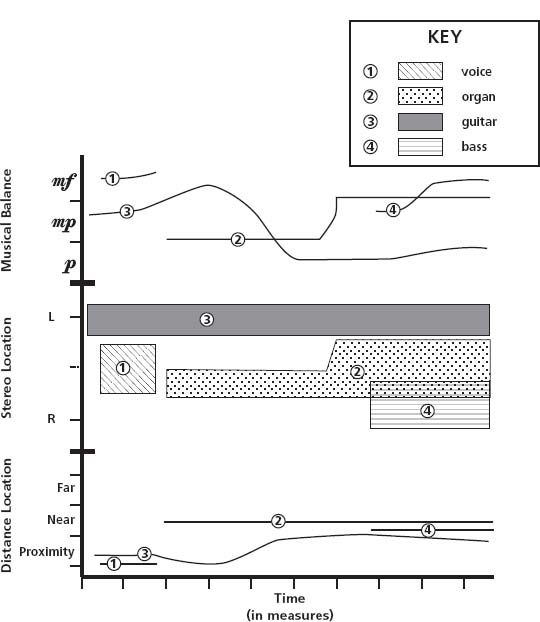 KEY
① voice
② organ
③ guitar
④ bass
Musical Balance
mf
mp
p
①
③
②
④
Stereo Location
L
R
③
①
②
④
Distance Location
Far
Near
Proximity
②
④
③
①
Time
(in measures)